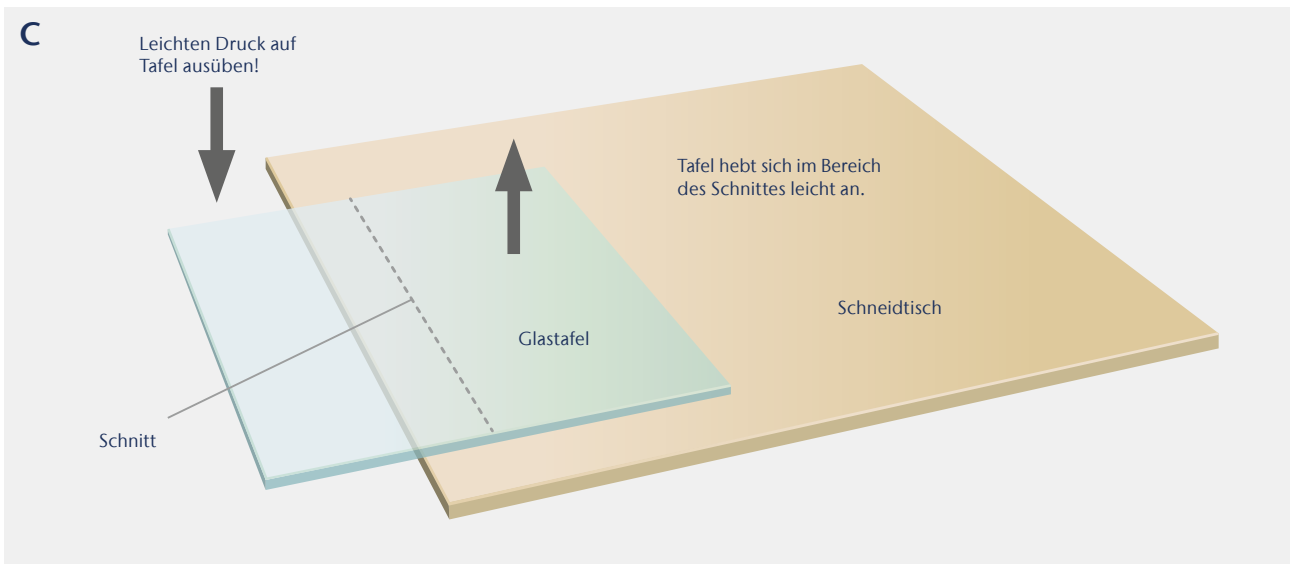 C
Leichten Druck auf
Tafel ausüben!
Tafel hebt sich im Bereich
des Schnittes leicht an.
Schneidtisch
Glastafel
Schnitt